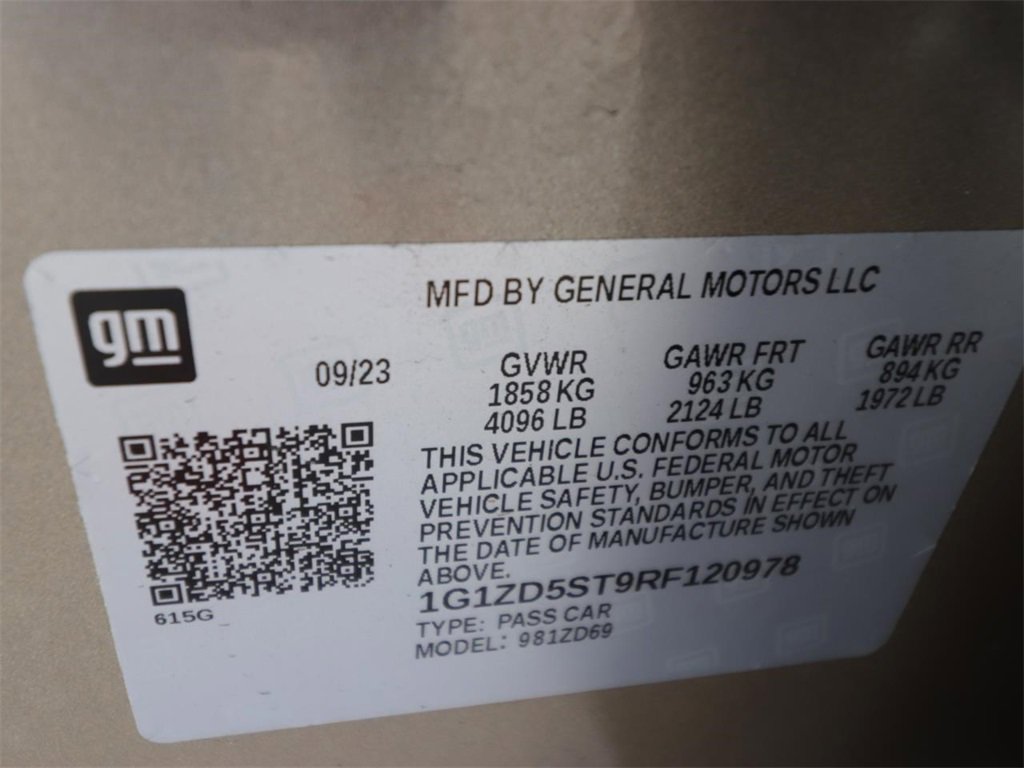 gm
MFD BY GENERAL MOTORS LLC
09/23
GVWR
1858 KG
4096 LB
GAWR FRT
963 KG
2124 LB
GAWR RR
894 KG
1972 LB
THIS VEHICLE CONFORMS TO ALL
APPLICABLE U.S. FEDERAL MOTOR
VEHICLE SAFETY, BUMPER, AND THEFT
PREVENTION STANDARDS IN EFFECT ON
THE DATE OF MANUFACTURE SHOWN
ABOVE.
1G1ZD5ST9RF120978
TYPE: PASS CAR
MODEL: 981ZD69
615G